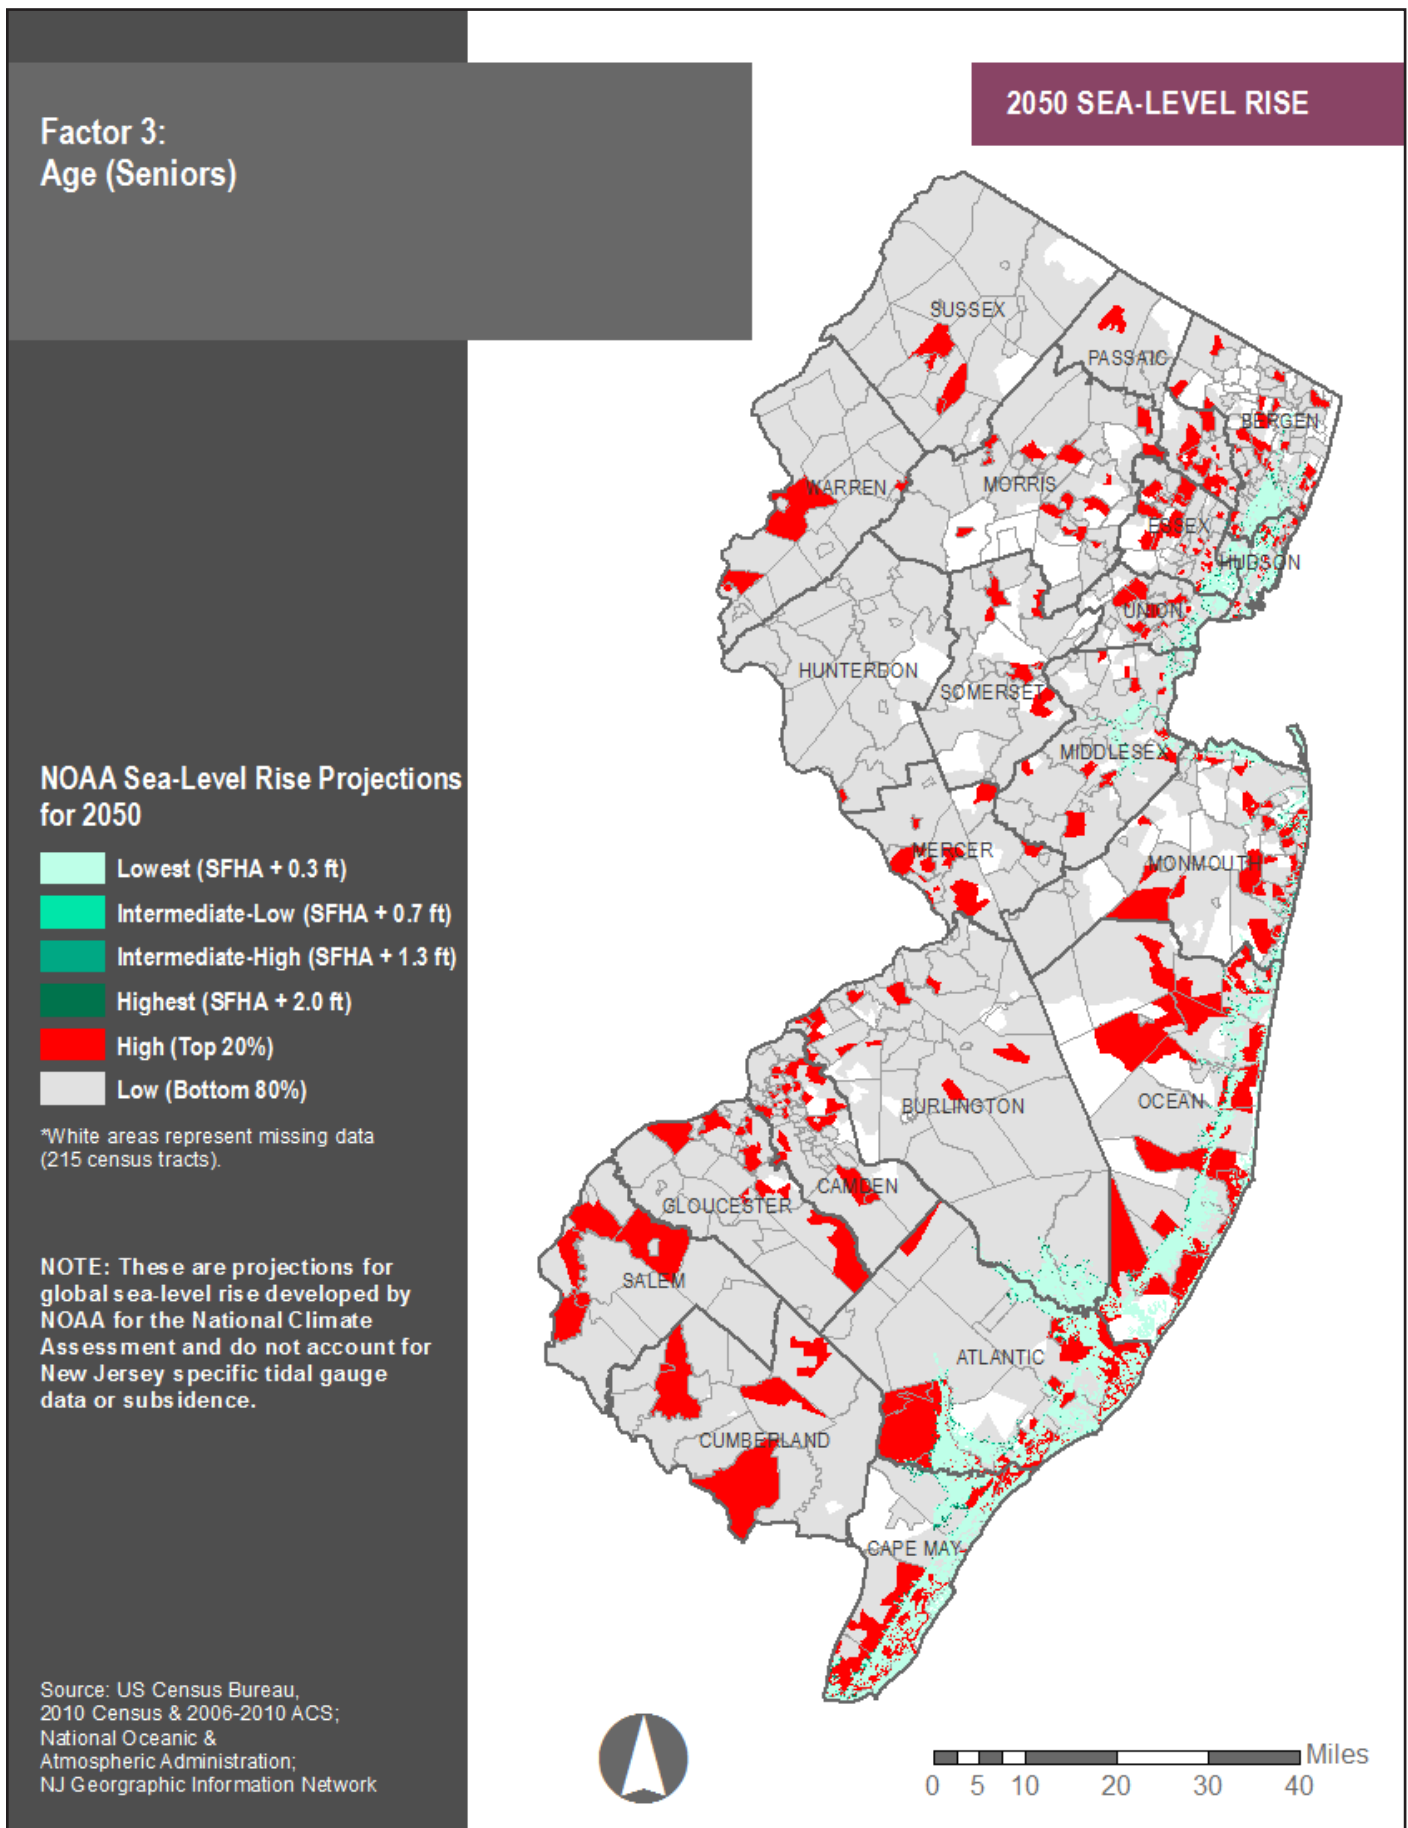 Factor 3:
Age (Seniors)
2050 SEA-LEVEL RISE
SUSSEX
PASSAIC
BERGEN
WARREN
MORRIS
ESSEX
HUDSON
UNION
HUNTERDON
SOMERSET
MIDDLESEX
MERCER
MONMOUTH
OCEAN
BURLINGTON
CAMDEN
GLOUCESTER
SALEM
ATLANTIC
CUMBERLAND
CAPE MAY
NOAA Sea-Level Rise Projections
for 2050
Lowest (SFHA + 0.3 ft)
Intermediate-Low (SFHA + 0.7 ft)
Intermediate-High (SFHA + 1.3 ft)
Highest (SFHA + 2.0 ft)
High (Top 20%)
Low (Bottom 80%)
*White areas represent missing data
(215 census tracts).
NOTE: These are projections for
global sea-level rise developed by
NOAA for the National Climate
Assessment and do not account for
New Jersey specific tidal gauge
data or subsidence.
Source: US Census Bureau,
2010 Census & 2006-2010 ACS;
National Oceanic &
Atmospheric Administration;
NJ Georgraphic Information Network
Miles
0 5 10 20 30 40